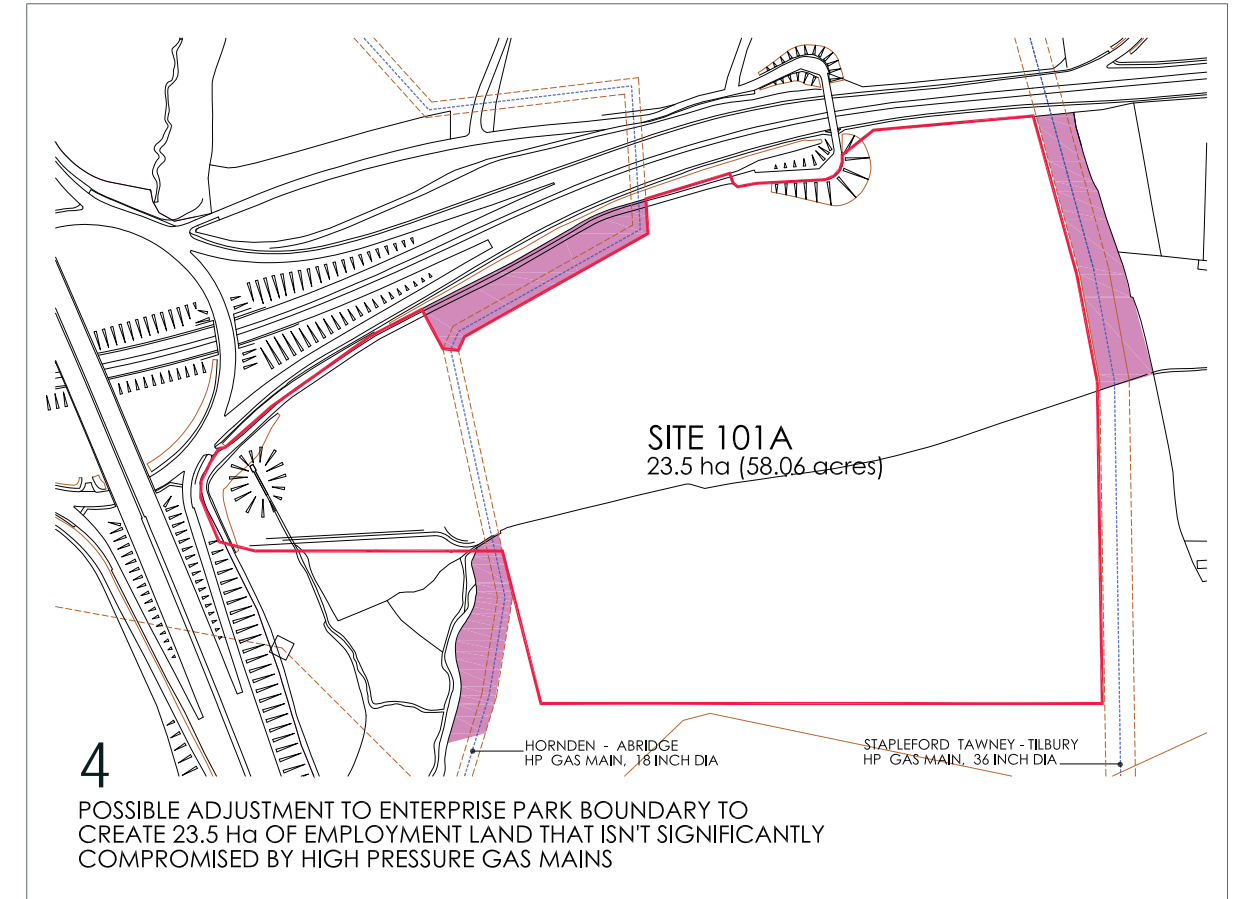 SITE 101A
23.5 ha (58.06 acres)
HORNDEN - ABRIDGE
HP GAS MAIN, 18 INCH DIA
STAPLEFORD TAWNEY - TILBURY
HP GAS MAIN, 36 INCH DIA
4
POSSIBLE ADJUSTMENT TO ENTERPRISE PARK BOUNDARY TO
CREATE 23.5 Ha OF EMPLOYMENT LAND THAT ISN'T SIGNIFICANTLY
COMPROMISED BY HIGH PRESSURE GAS MAINS